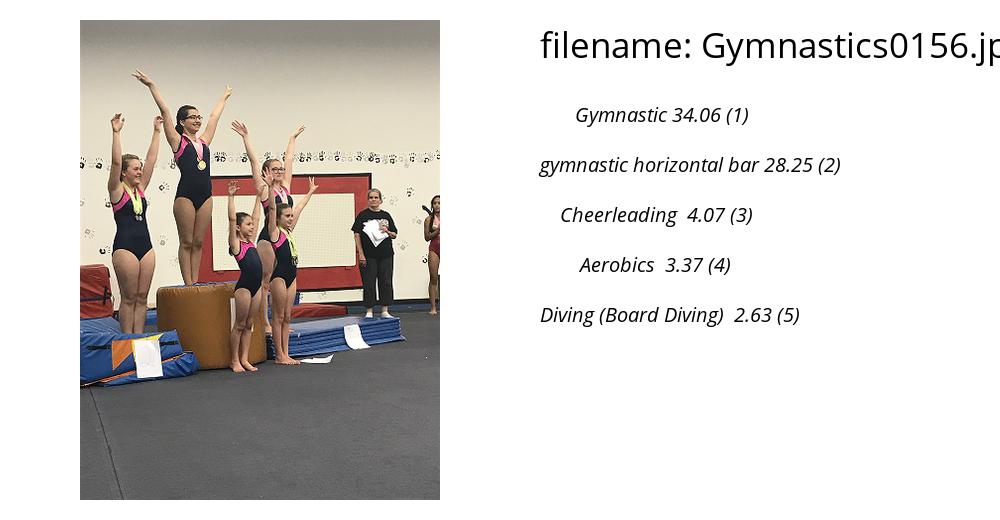 filename: Gymnastics0156.jp
Gymnastic 34.06 (1)
gymnastic horizontal bar 28.25 (2)
Cheerleading 4.07 (3)
Aerobics 3.37 (4)
Diving (Board Diving) 2.63 (5)